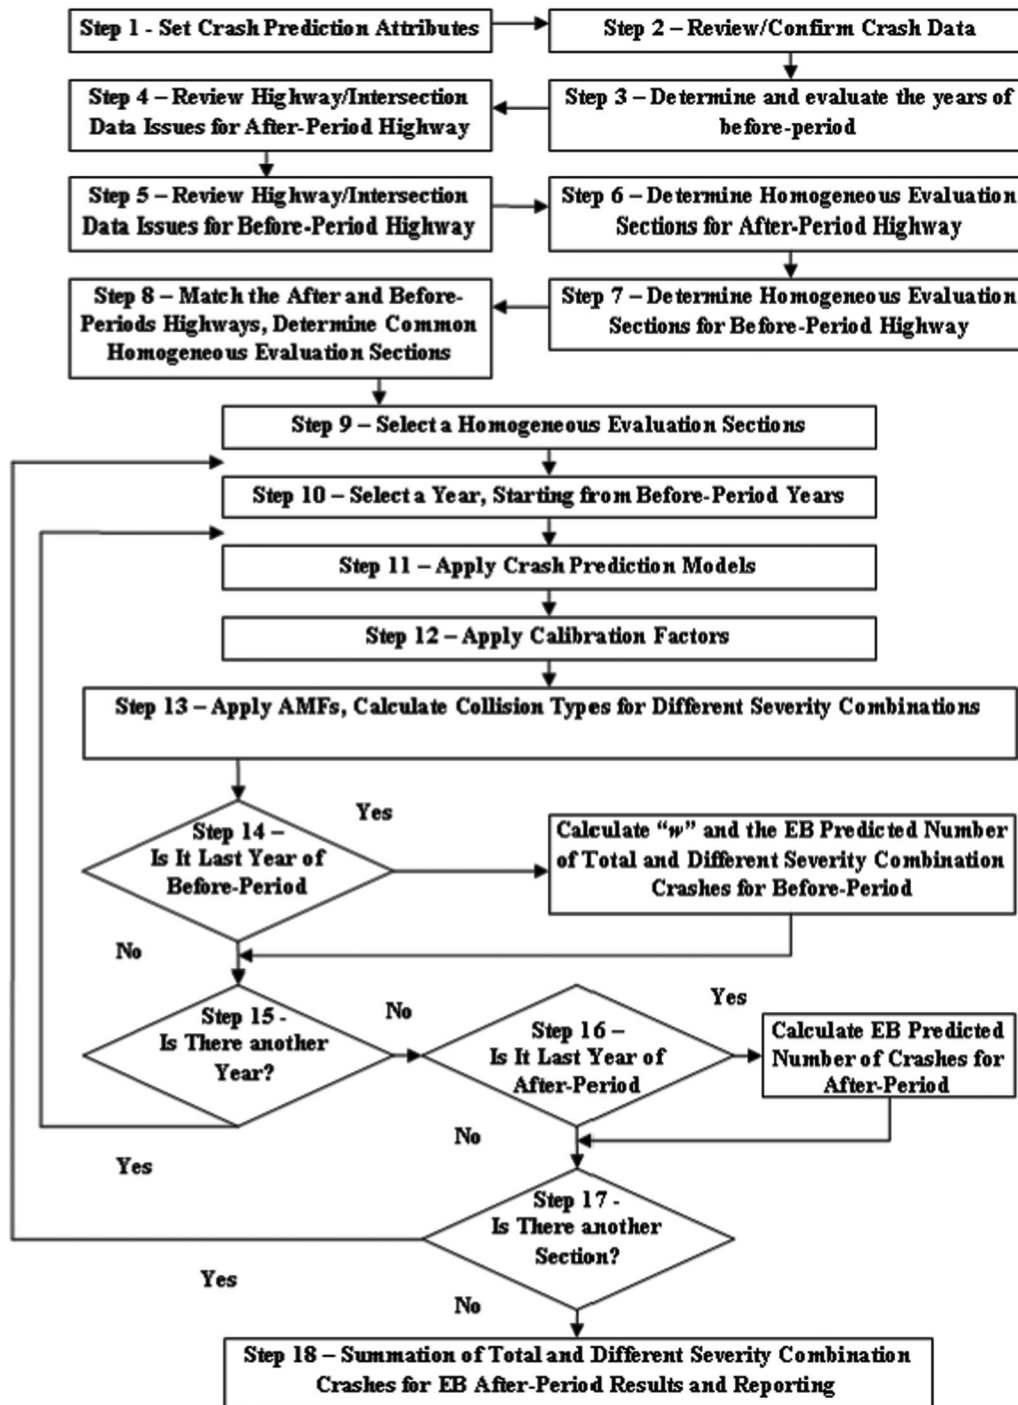 Step 1 - Set Crash Prediction Attributes
Step 2 – Review/Confirm Crash Data
Step 4 – Review Highway/Intersection
Data Issues for After-Period Highway
Step 3 – Determine and evaluate the years of
before-period
Step 5 – Review Highway/Intersection
Data Issues for Before-Period Highway
Step 6 – Determine Homogeneous Evaluation
Sections for After-Period Highway
Step 8 – Match the After and Before-
Periods Highways, Determine Common
Homogeneous Evaluation Sections
Step 7 – Determine Homogeneous Evaluation
Sections for Before-Period Highway
Step 9 – Select a Homogeneous Evaluation Sections
Step 10 – Select a Year, Starting from Before-Period Years
Step 11 – Apply Crash Prediction Models
Step 12 – Apply Calibration Factors
Step 13 – Apply AMFs, Calculate Collision Types for Different Severity Combinations
Step 14 –
Is It Last Year of
Before-Period
Yes
Calculate “w” and the EB Predicted Number
of Total and Different Severity Combination
Crashes for Before-Period
No
Step 15 -
Is There another
Year?
No
Step 16 –
Is It Last Year of
After-Period
Yes
Calculate EB Predicted
Number of Crashes for
After-Period
Yes
No
Step 17 -
Is There another
Section?
Yes
No
Step 18 – Summation of Total and Different Severity Combination
Crashes for EB After-Period Results and Reporting